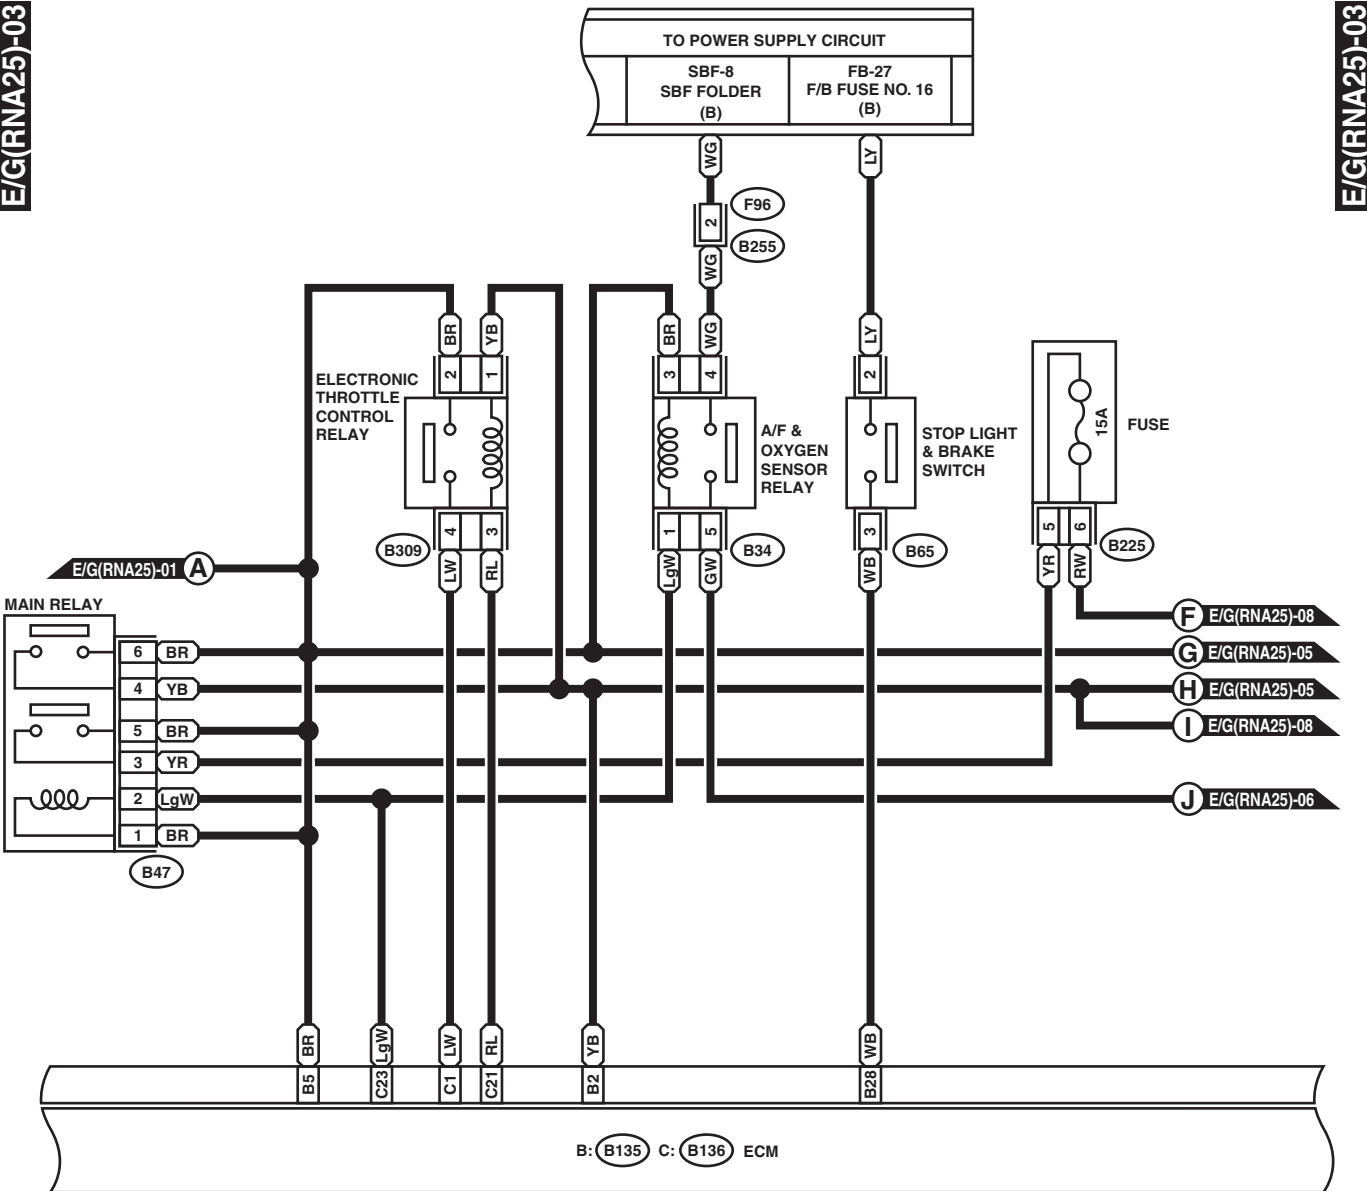 E/G(RNA25)-03
E/G(RNA25)-03
TO POWER SUPPLY CIRCUIT
SBF-8
SBF FOLDER
(B)
FB-27
F/B FUSE NO. 16
(B)
WG
LY
2
F96
B255
WG
BR
YB
BR
WG
LY
2
1
3
4
2
ELECTRONIC
THROTTLE
CONTROL
RELAY
A/F &
OXYGEN
SENSOR
RELAY
STOP LIGHT
& BRAKE
SWITCH
15A
FUSE
4
3
1
5
3
5
6
B309
B34
B65
B225
LW
RL
LgW
GW
WB
YR
RW
E/G(RNA25)-01
A
MAIN RELAY
F
E/G(RNA25)-08
6
BR
G
E/G(RNA25)-05
4
YB
H
E/G(RNA25)-05
5
BR
I
E/G(RNA25)-08
3
YR
2
LgW
J
E/G(RNA25)-06
1
BR
B47
BR
LgW
LW
RL
YB
WB
B5
C23
C1
C21
B2
B28
B: B135 C: B136 ECM